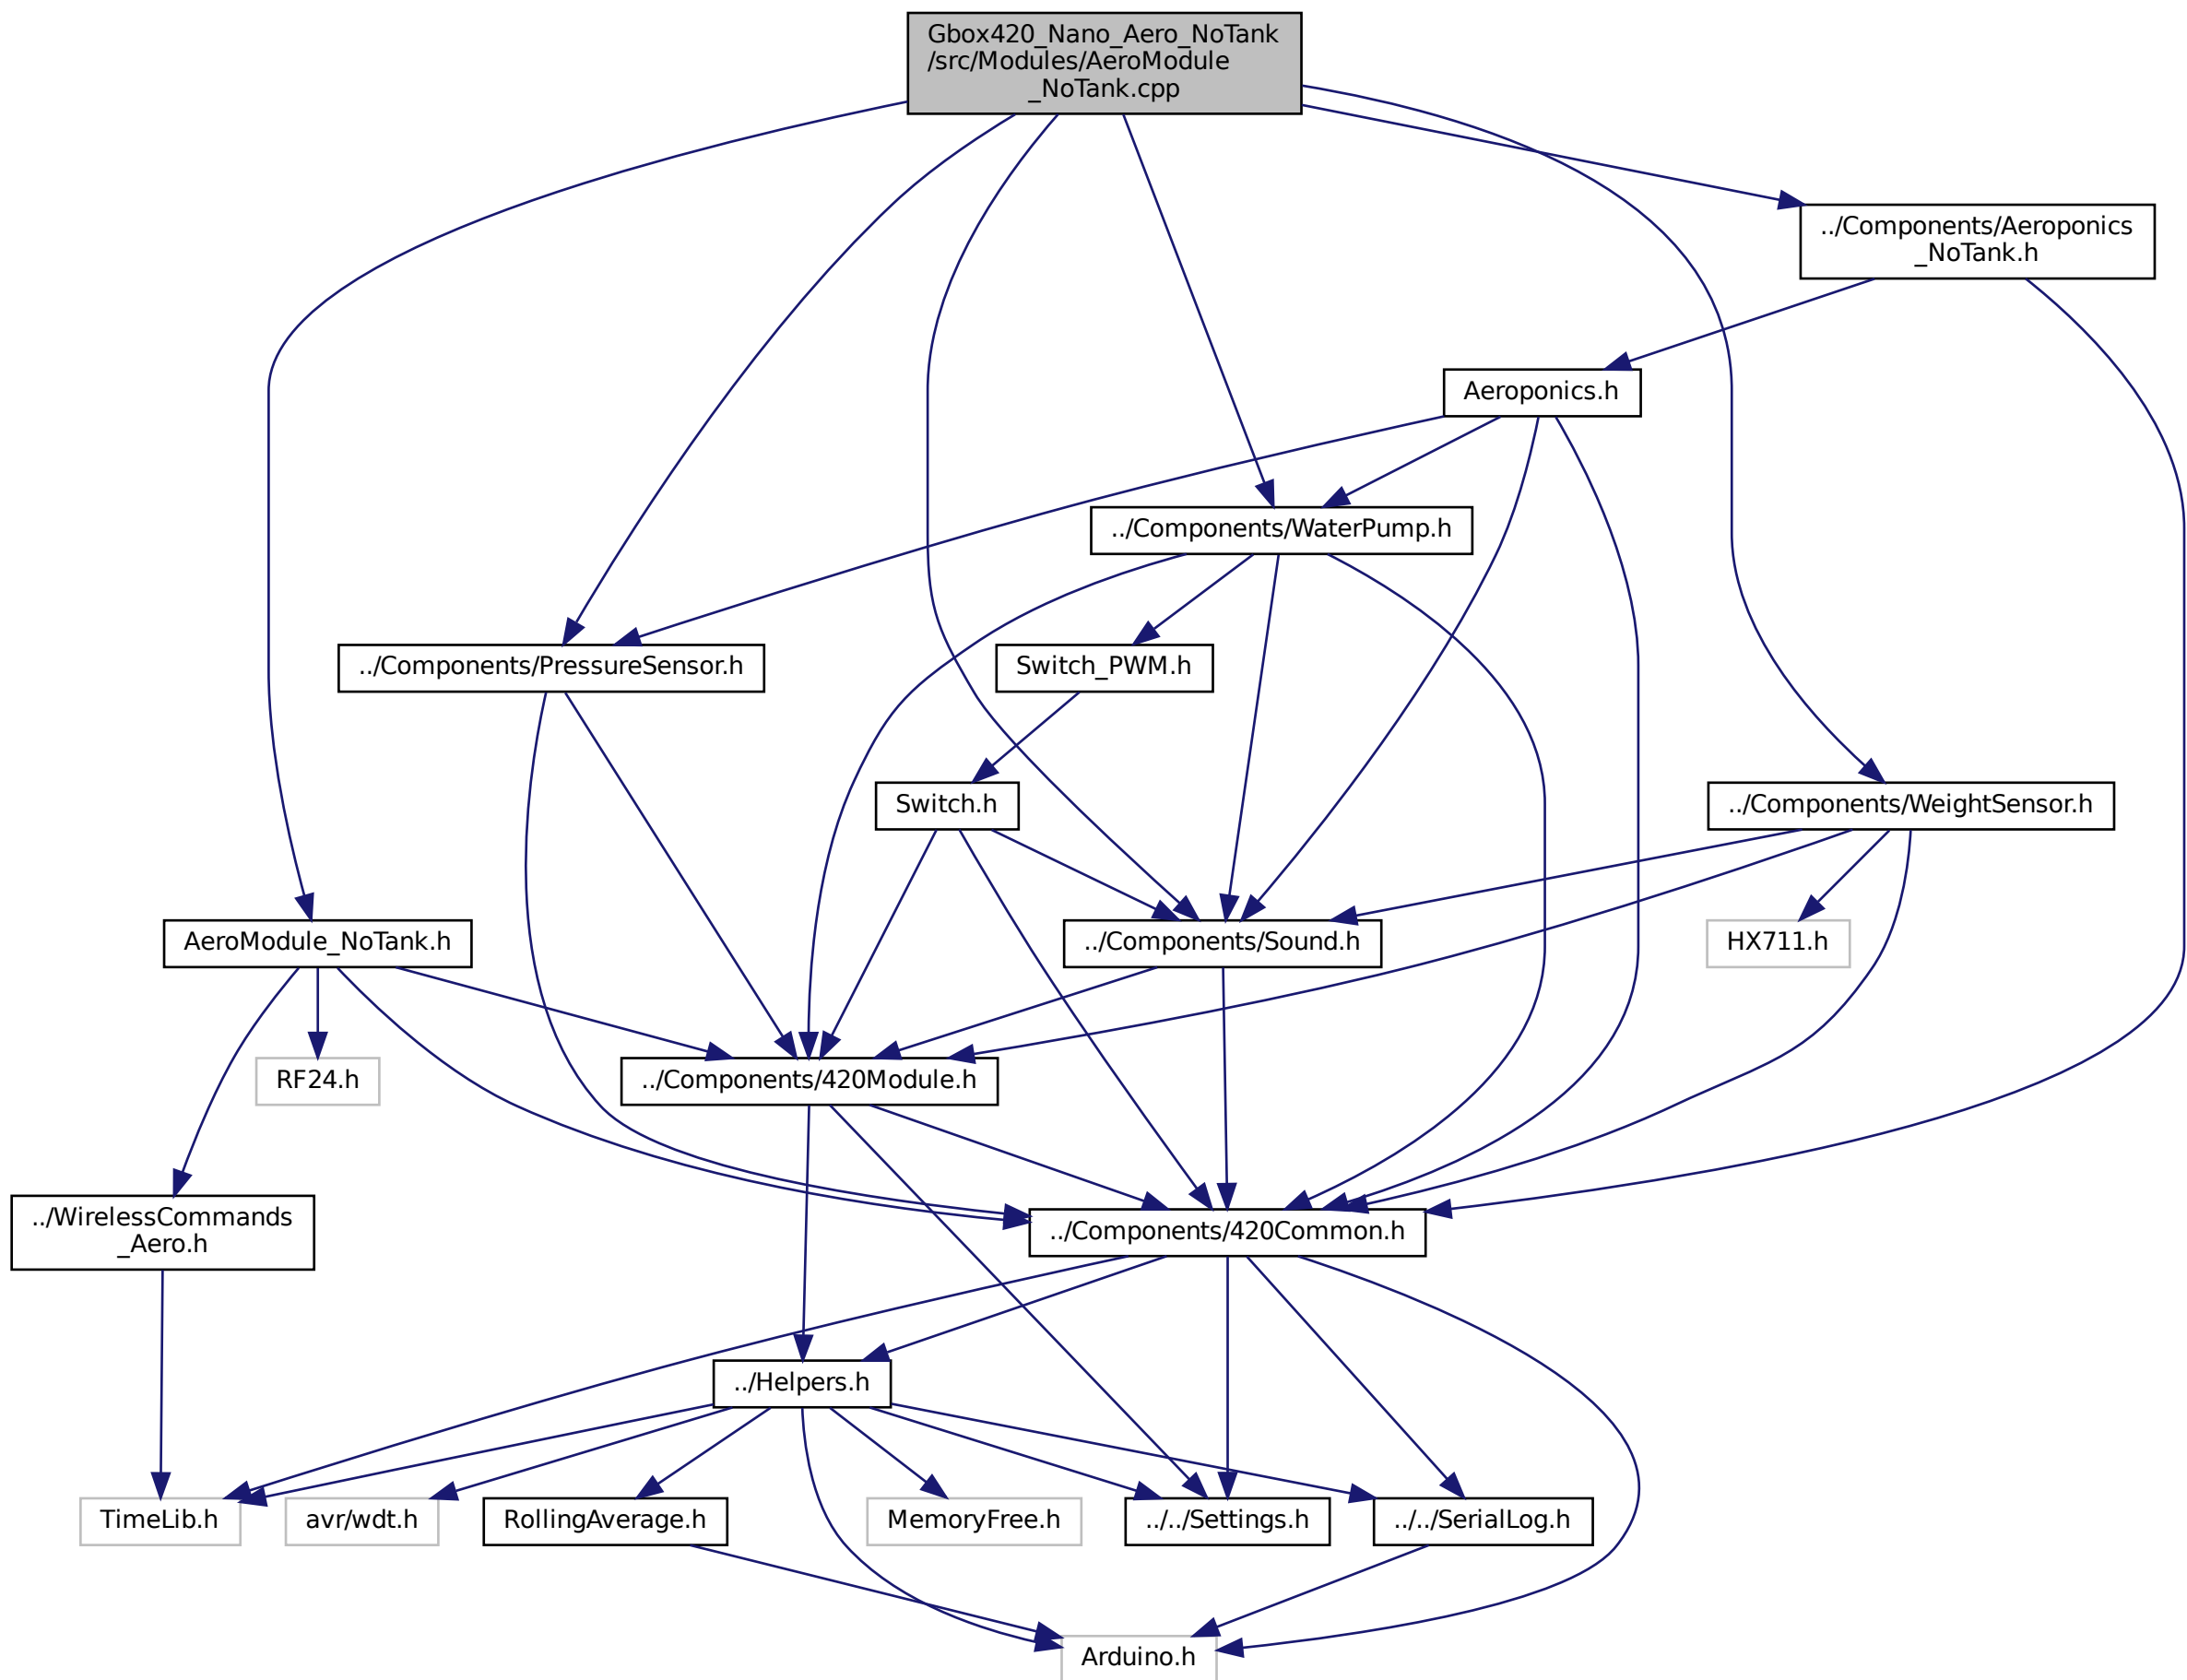 Gbox420_Nano_Aero_NoTank
/src/Modules/AeroModule
_NoTank.cpp
../Components/Aeroponics
_NoTank.h
Aeroponics.h
../Components/WaterPump.h
../Components/PressureSensor.h
Switch_PWM.h
Switch.h
../Components/WeightSensor.h
AeroModule_NoTank.h
../Components/Sound.h
HX711.h
RF24.h
../Components/420Module.h
../WirelessCommands
_Aero.h
../Components/420Common.h
../Helpers.h
TimeLib.h
avr/wdt.h
RollingAverage.h
MemoryFree.h
../../Settings.h
../../SerialLog.h
Arduino.h